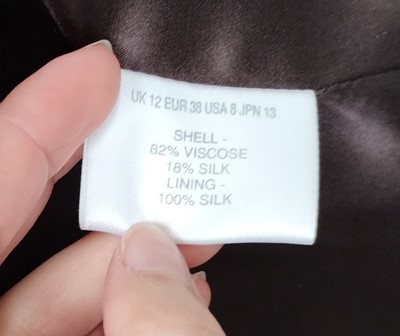 UK 12 EUR 38 USA 8 JPN 13
SHELL -
82% VISCOSE
18% SILK
LINING -
100% SILK